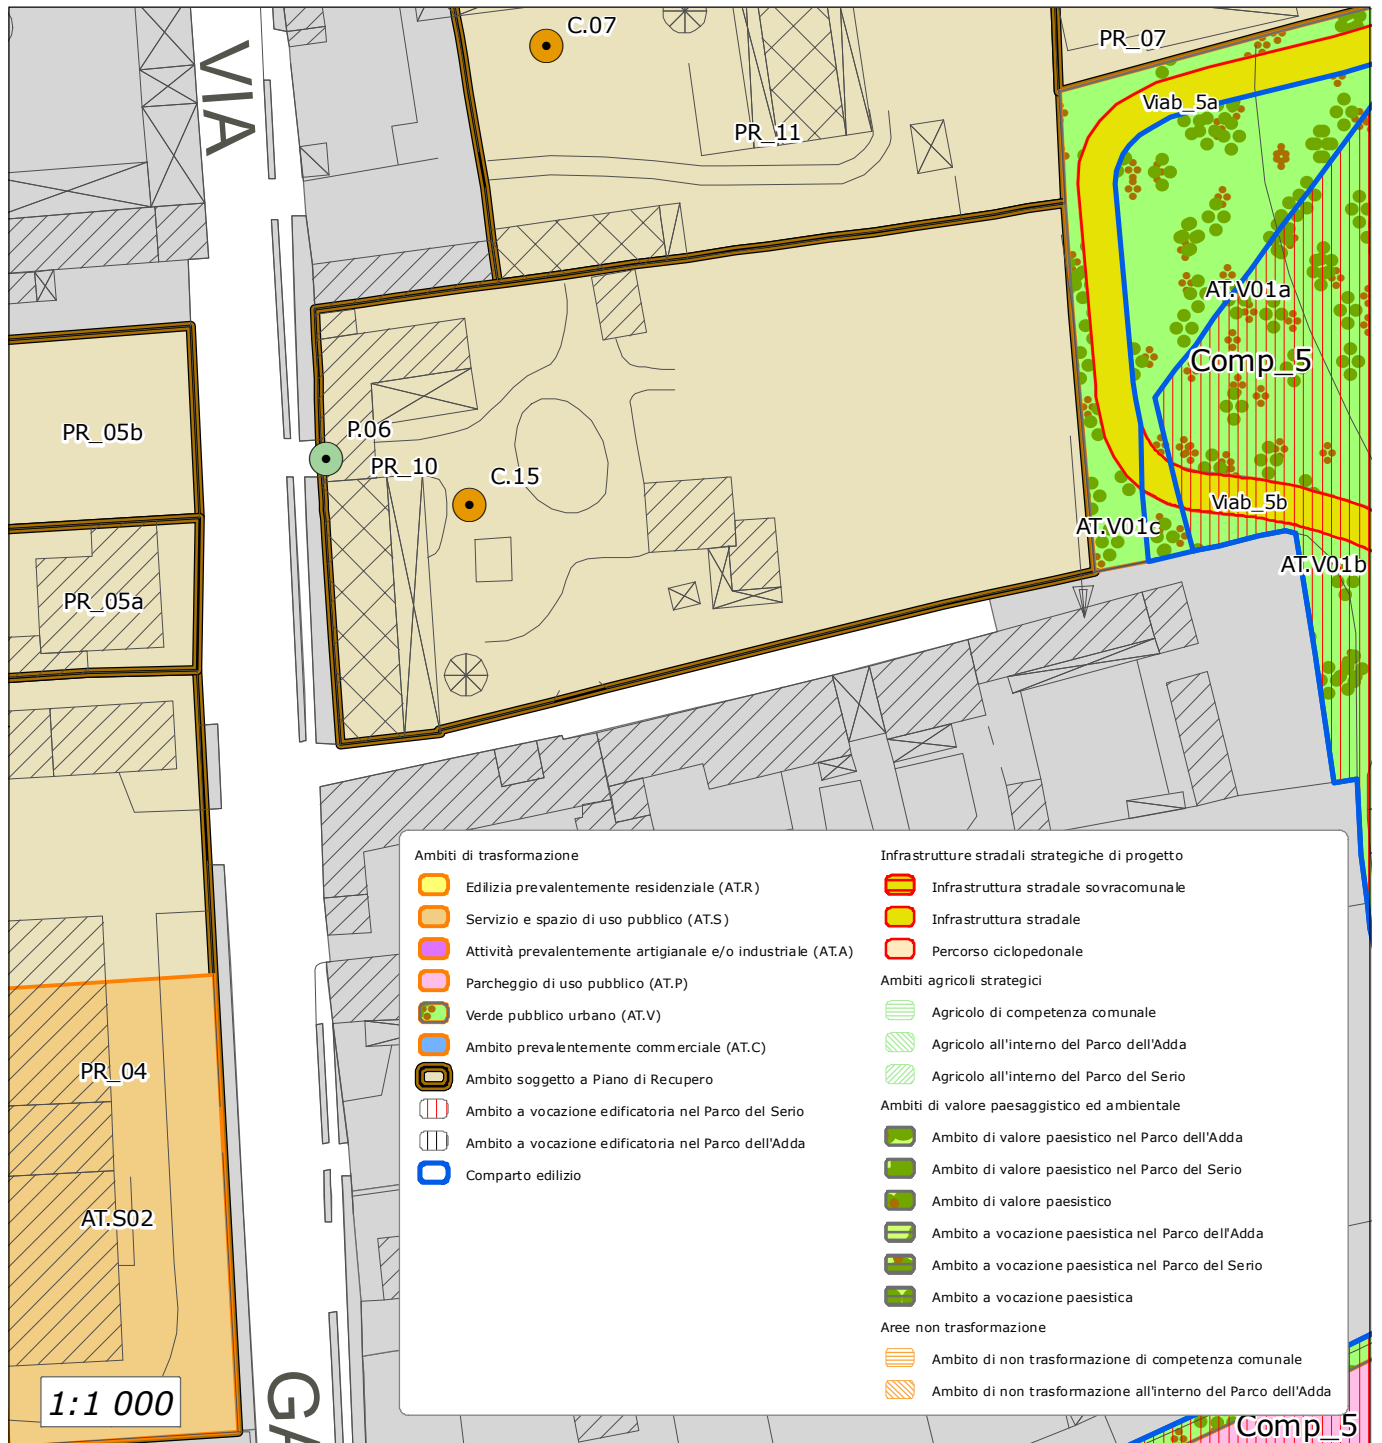 C.07
PR_07
VIA
Viab_5a
PR_11
AT.V01a
Comp_5
PR_05b
P.06
PR_10
C.15
Viab_5b
AT.V01c
AT.V01b
PR_05a
Ambiti di trasformazione
Edilizia prevalentemente residenziale (AT.R)
Servizio e spazio di uso pubblico (AT.S)
Attività prevalentemente artigianale e/o industriale (AT.A)
Parcheggio di uso pubblico (AT.P)
Verde pubblico urbano (AT.V)
Ambito prevalentemente commerciale (AT.C)
Ambito soggetto a Piano di Recupero
Ambito a vocazione edificatoria nel Parco del Serio
Ambito a vocazione edificatoria nel Parco dell'Adda
Comparto edilizio
Infrastrutture stradali strategiche di progetto
Infrastruttura stradale sovracomunale
Infrastruttura stradale
Percorso ciclopedonale
Ambiti agricoli strategici
Agricolo di competenza comunale
Agricolo all'interno del Parco dell'Adda
Agricolo all'interno del Parco del Serio
Ambiti di valore paesaggistico ed ambientale
Ambito di valore paesistico nel Parco dell'Adda
Ambito di valore paesistico nel Parco del Serio
Ambito di valore paesistico
Ambito a vocazione paesistica nel Parco dell'Adda
Ambito a vocazione paesistica nel Parco del Serio
Ambito a vocazione paesistica
Aree non trasformazione
Ambito di non trasformazione di competenza comunale
Ambito di non trasformazione all'interno del Parco dell'Adda
PR_04
AT.S02
1:1 000
GA
Comp_5